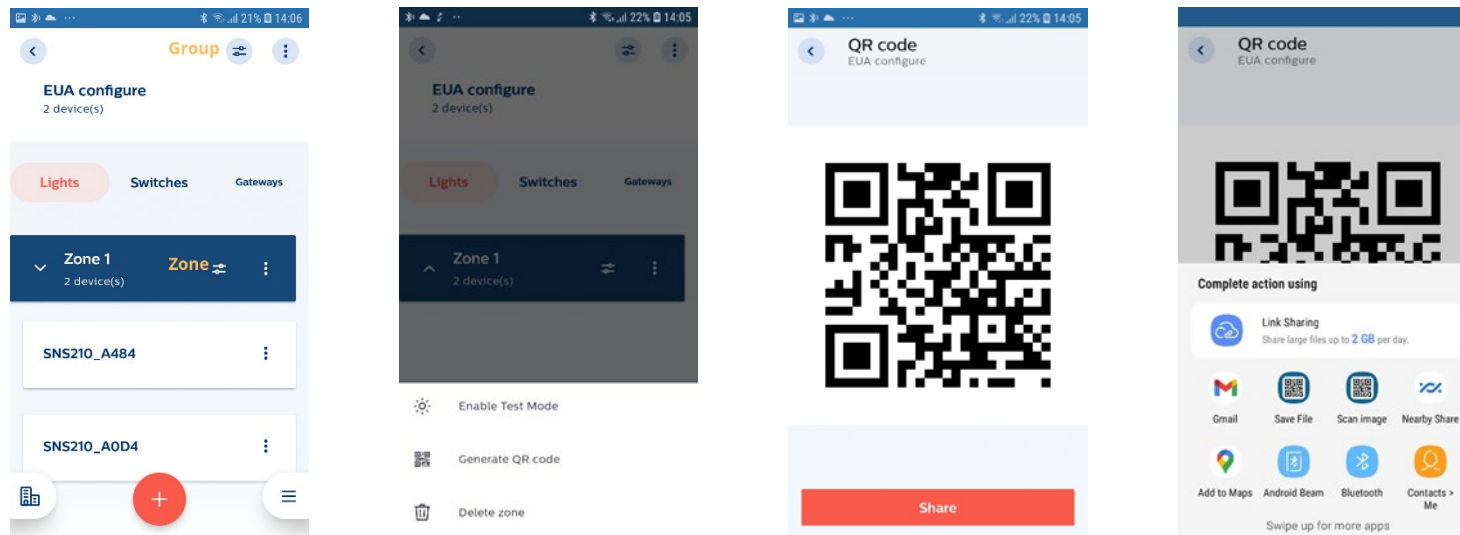 21% 14:06
Group
EUA configure
2 device(s)
Lights Switches Gateways
Zone 1
Zone
2 device(s)
SNS210_A484
SNS210_A0D4
22% 14:05
EUA configure
2 device(s)
Lights Switches Gateways
Zone 1
2 device(s)
Enable Test Mode
Generate QR code
Delete zone
22% 14:05
QR code
EUA configure
Share
QR code
EUA configure
Complete action using
Link Sharing
Share large files up to 2 GB per day.
Gmail Save File Scan image Nearby Share
Add to Maps Android Beam Bluetooth Contacts >
Me
Swipe up for more apps